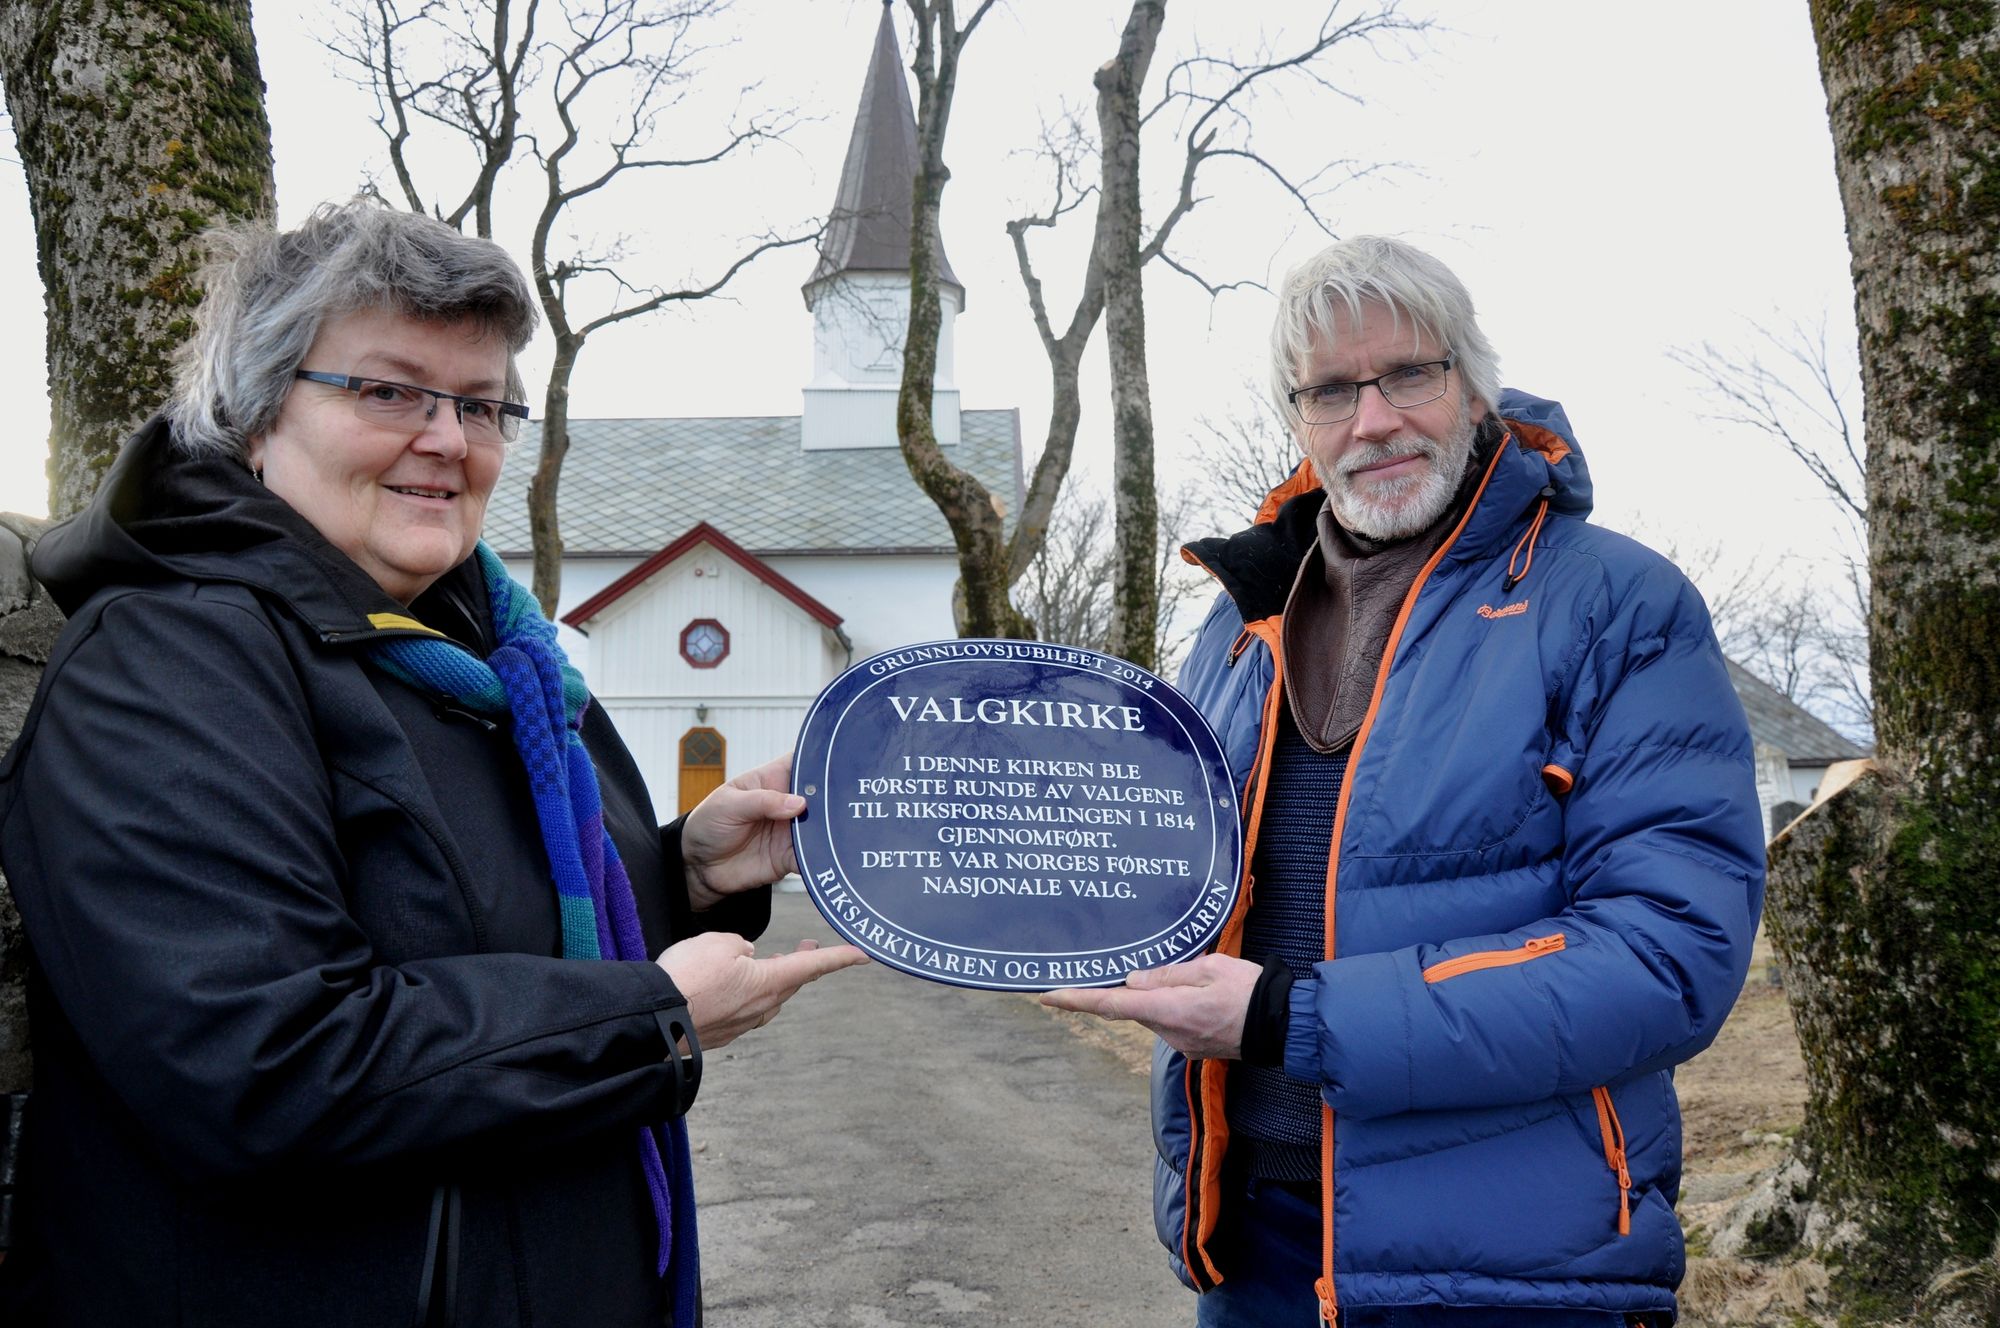 GRUNNLOVSJUBILEET 2014
VALGKIRKE
I DENNE KIRKEN BLE
FØRSTE RUNDE AV VALGENE
TIL RIKSFORSAMLINGEN I 1814
GJENNOMFØRT.
DETTE VAR NORGES FØRSTE
NASJONALE VALG.
RIKSARKIVAREN OG RIKSANTIKVAREN
Bergans